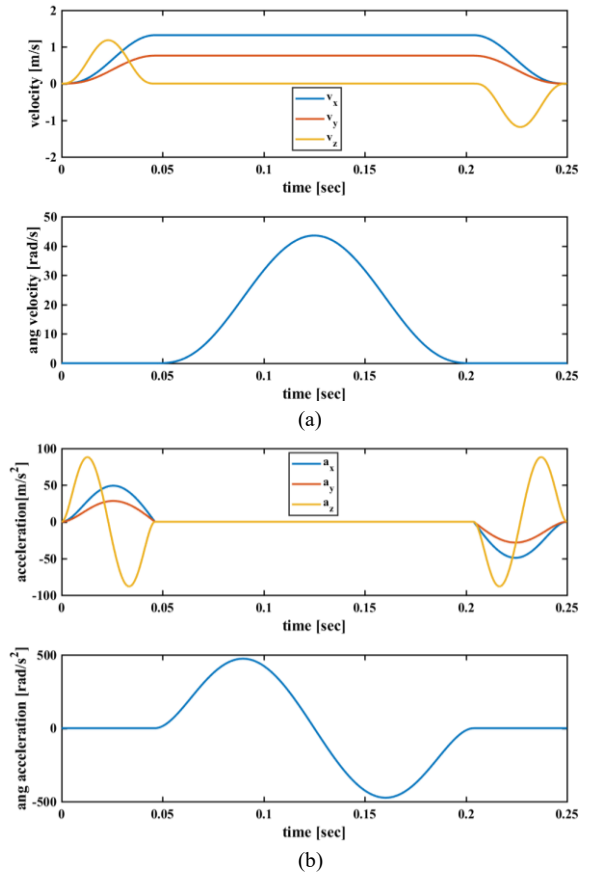 velocity [m/s]
2
1
0
-1
-2
v_x
v_y
v_z
0 0.05 0.1 0.15 0.2 0.25
time [sec]
ang velocity [rad/s]
50
40
30
20
10
0
0 0.05 0.1 0.15 0.2 0.25
time [sec]
(a)
acceleration[m/s^2]
100
50
0
-50
-100
a_x
a_y
a_z
0 0.05 0.1 0.15 0.2 0.25
time [sec]
ang acceleration [rad/s^2]
500
0
-500
0 0.05 0.1 0.15 0.2 0.25
time [sec]
(b)